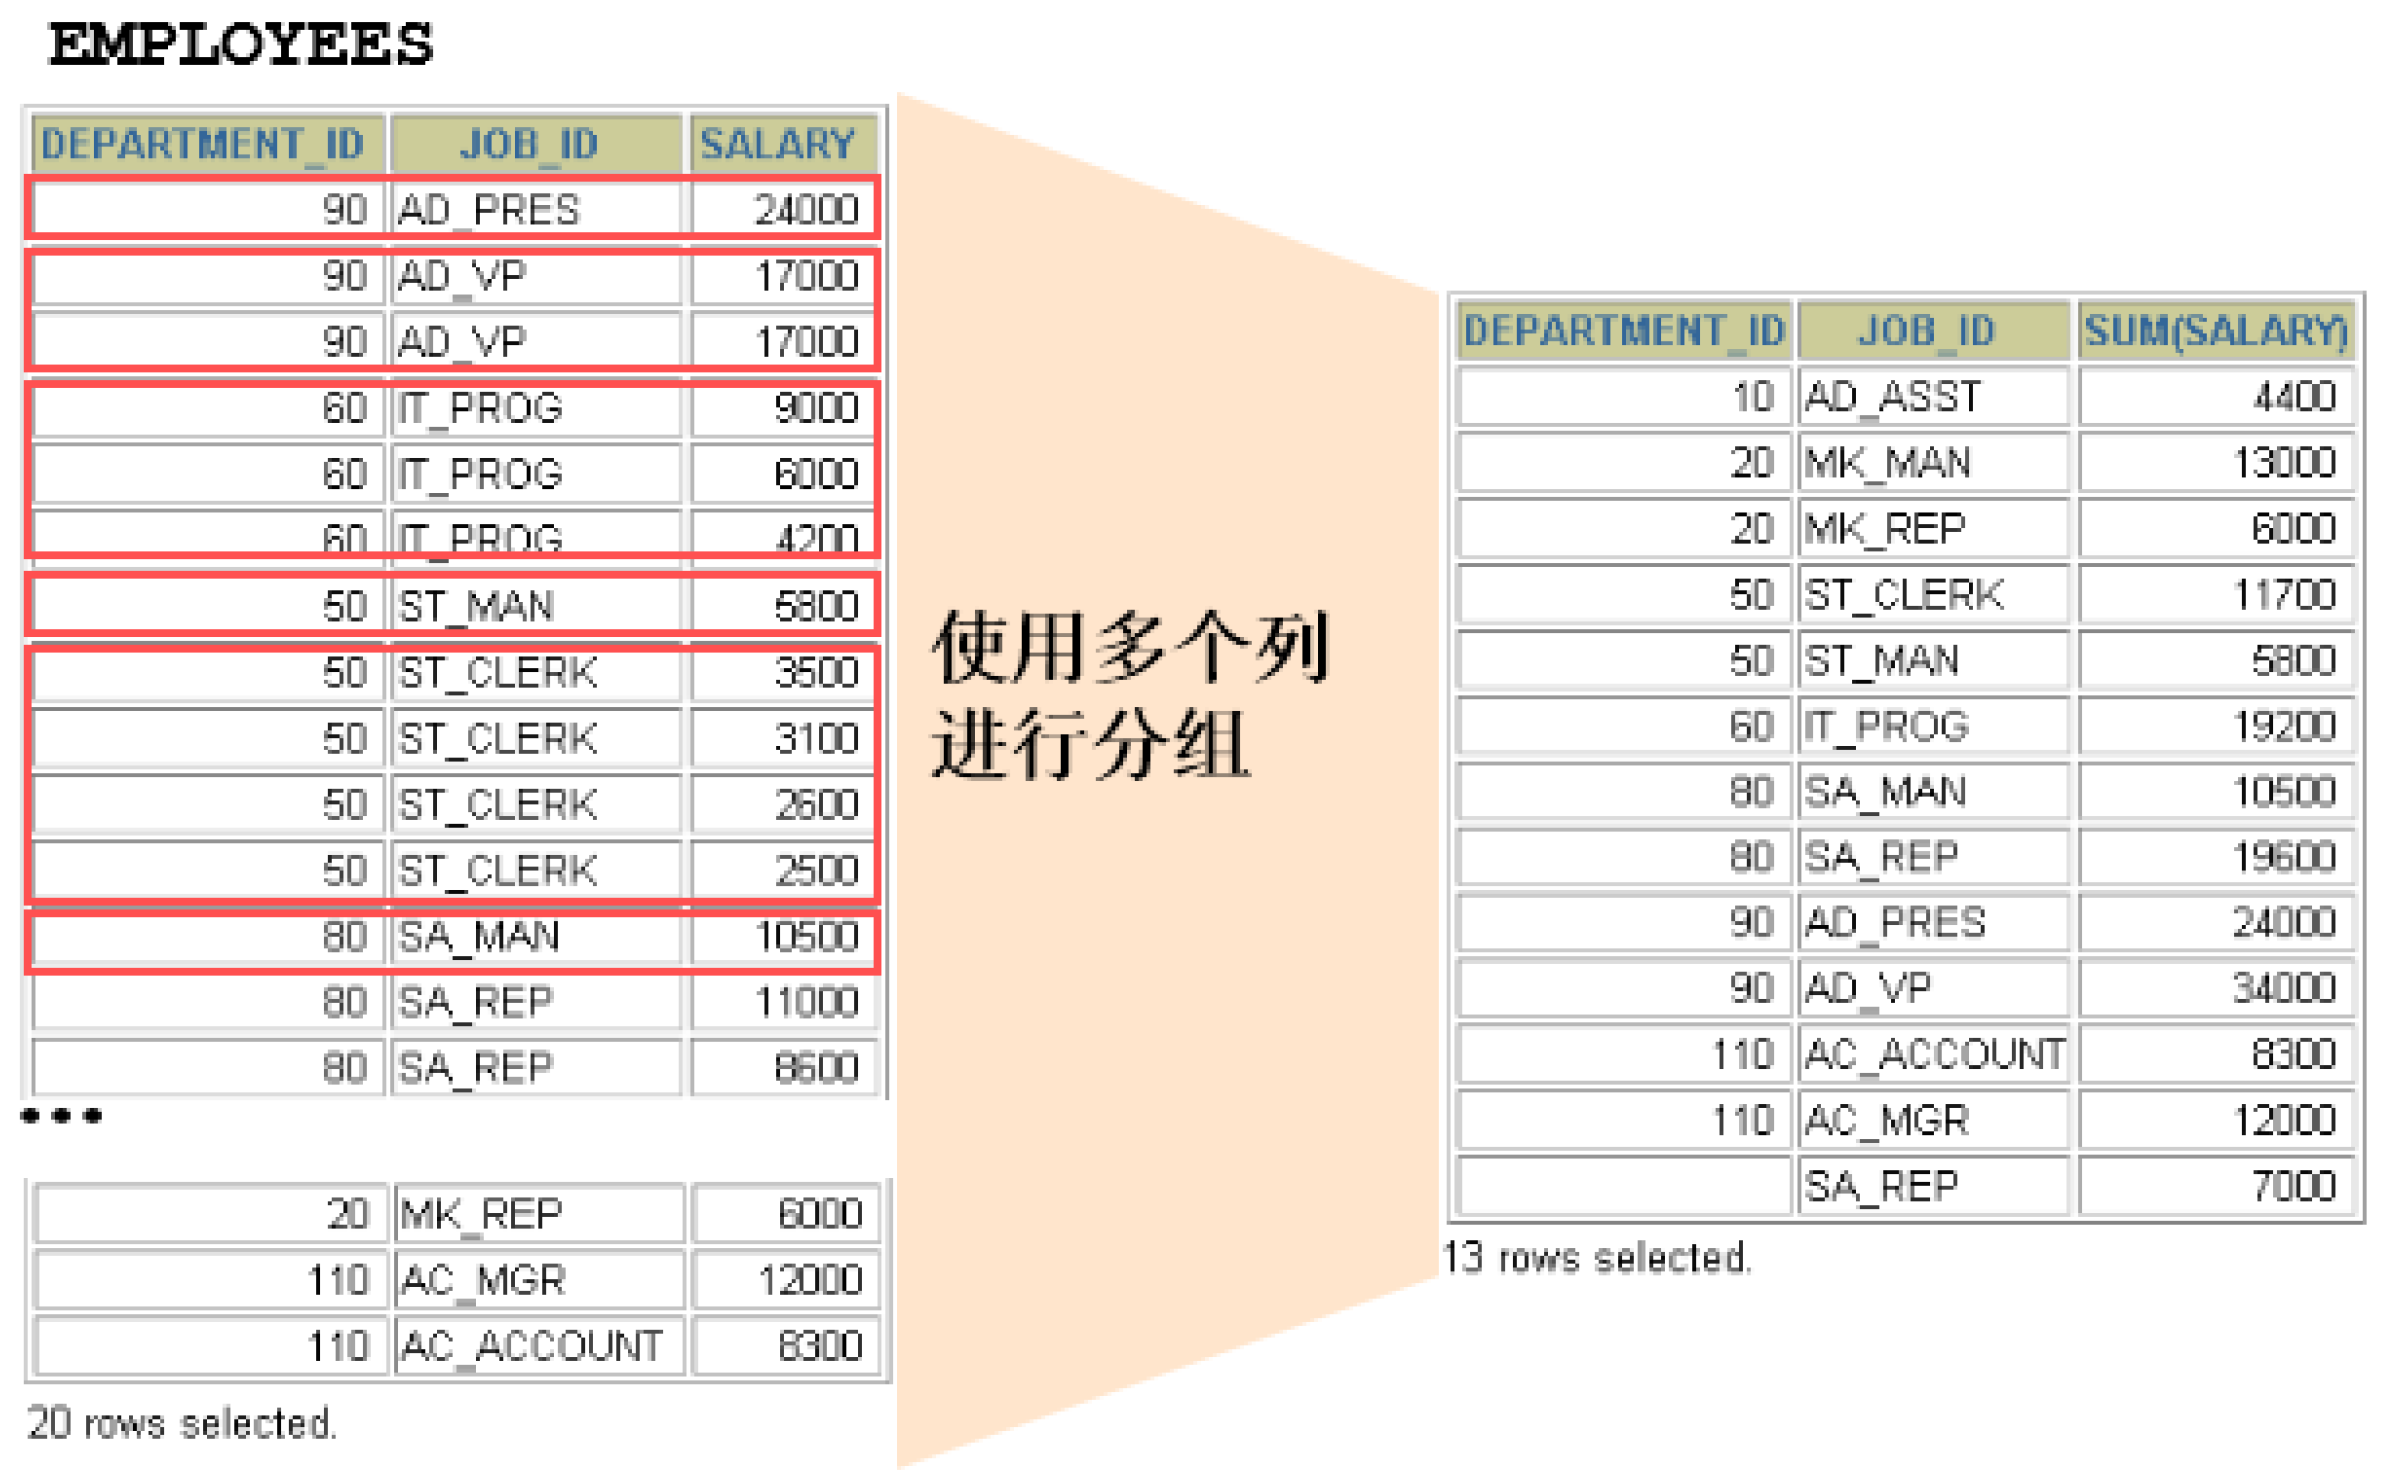 EMPLOYEES
DEPARTMENT_ID JOB_ID SALARY
90 AD_PRES 24000
90 AD_VP 17000
90 AD_VP 17000
60 IT_PROG 9000
60 IT_PROG 6000
60 IT_PROG 4200
50 ST_MAN 5800
50 ST_CLERK 3500
50 ST_CLERK 3100
50 ST_CLERK 2600
50 ST_CLERK 2500
80 SA_MAN 10500
80 SA_REP 11000
80 SA_REP 8600
•••
20 MK_REP 6000
110 AC_MGR 12000
110 AC_ACCOUNT 8300
20 rows selected.
使用多个列
进行分组
DEPARTMENT_ID JOB_ID SUM(SALARY)
10 AD_ASST 4400
20 MK_MAN 13000
20 MK_REP 6000
50 ST_CLERK 11700
50 ST_MAN 5800
60 IT_PROG 19200
80 SA_MAN 10500
80 SA_REP 19600
90 AD_PRES 24000
90 AD_VP 34000
110 AC_ACCOUNT 8300
110 AC_MGR 12000
SA_REP 7000
13 rows selected.